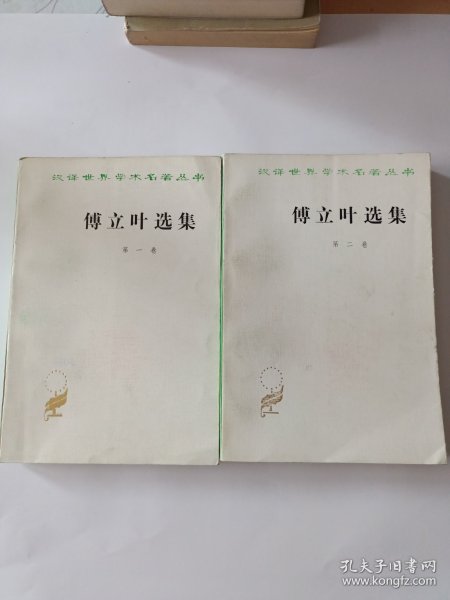 汉译世界学术名著丛书
傅立叶选集
第一卷
汉译世界学术名著丛书
傅立叶选集
第二卷
孔夫子旧书网
www.kongfz.com